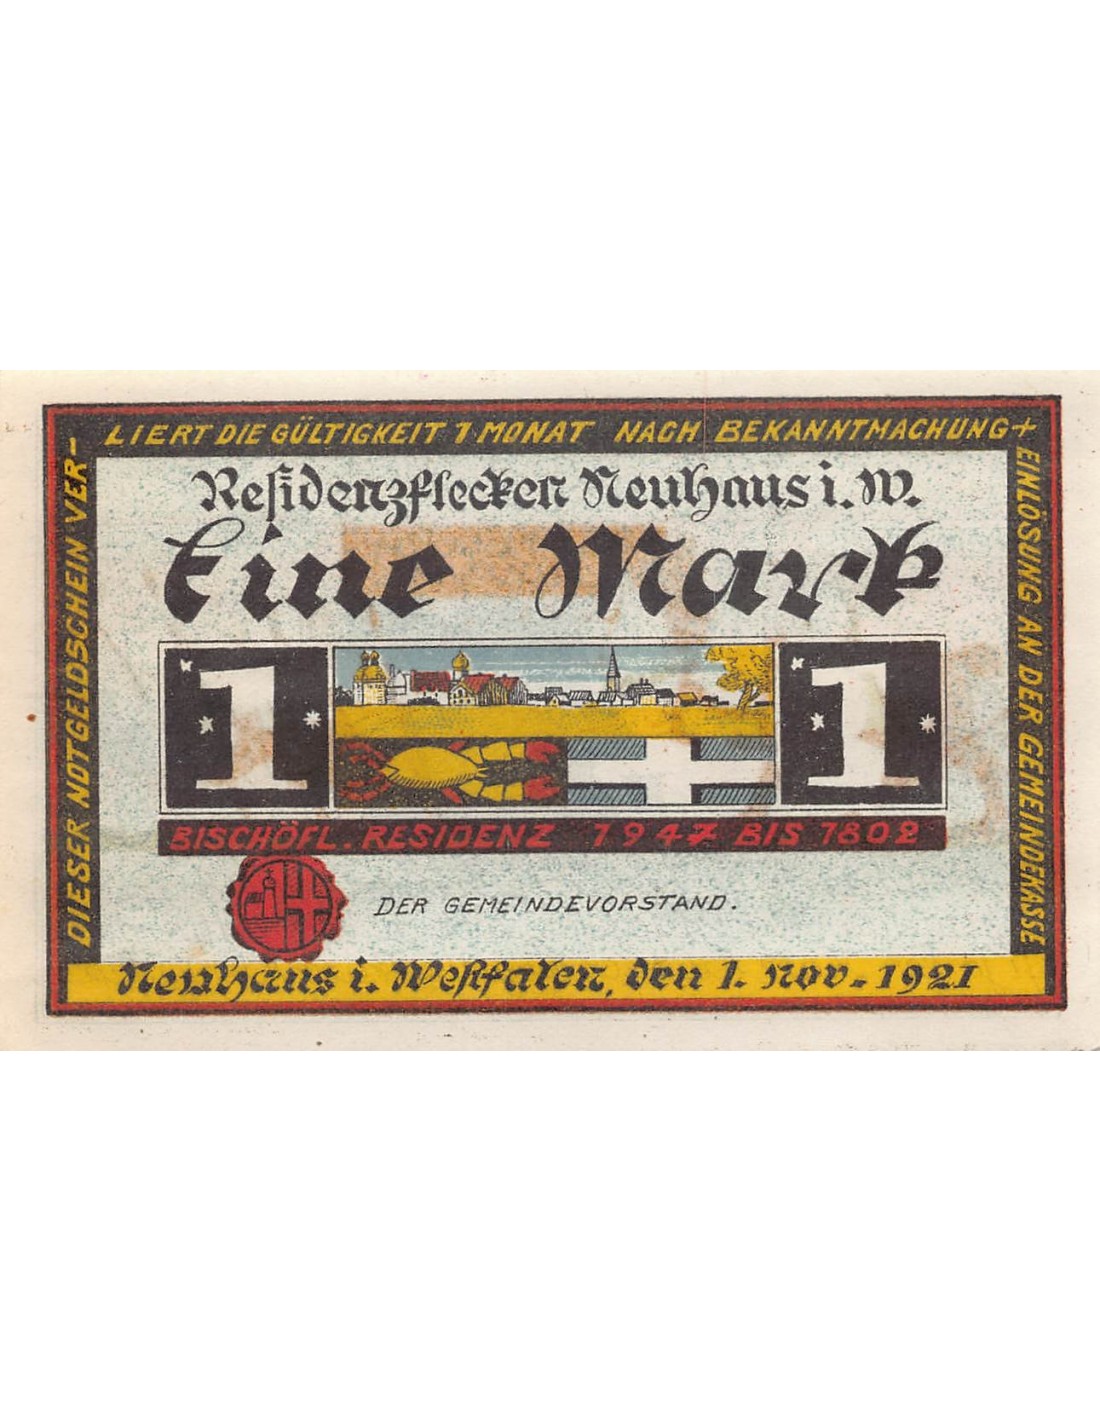 DIESER NOTGELDSCHEIN VER-
LIERT DIE GÜLTIGKEIT 1 MONAT NACH BEKANNTMACHUNG+
EINLÖSUNG AN DER GEMEINDEKASSE
Residenzflecken Neuhaus i. W.
Eine Mark
1 1
BISCHÖFL. RESIDENZ 1947 BIS 1802
DER GEMEINDEVORSTAND.
Neuhaus i. Westfalen, den 1. Nov. 1921